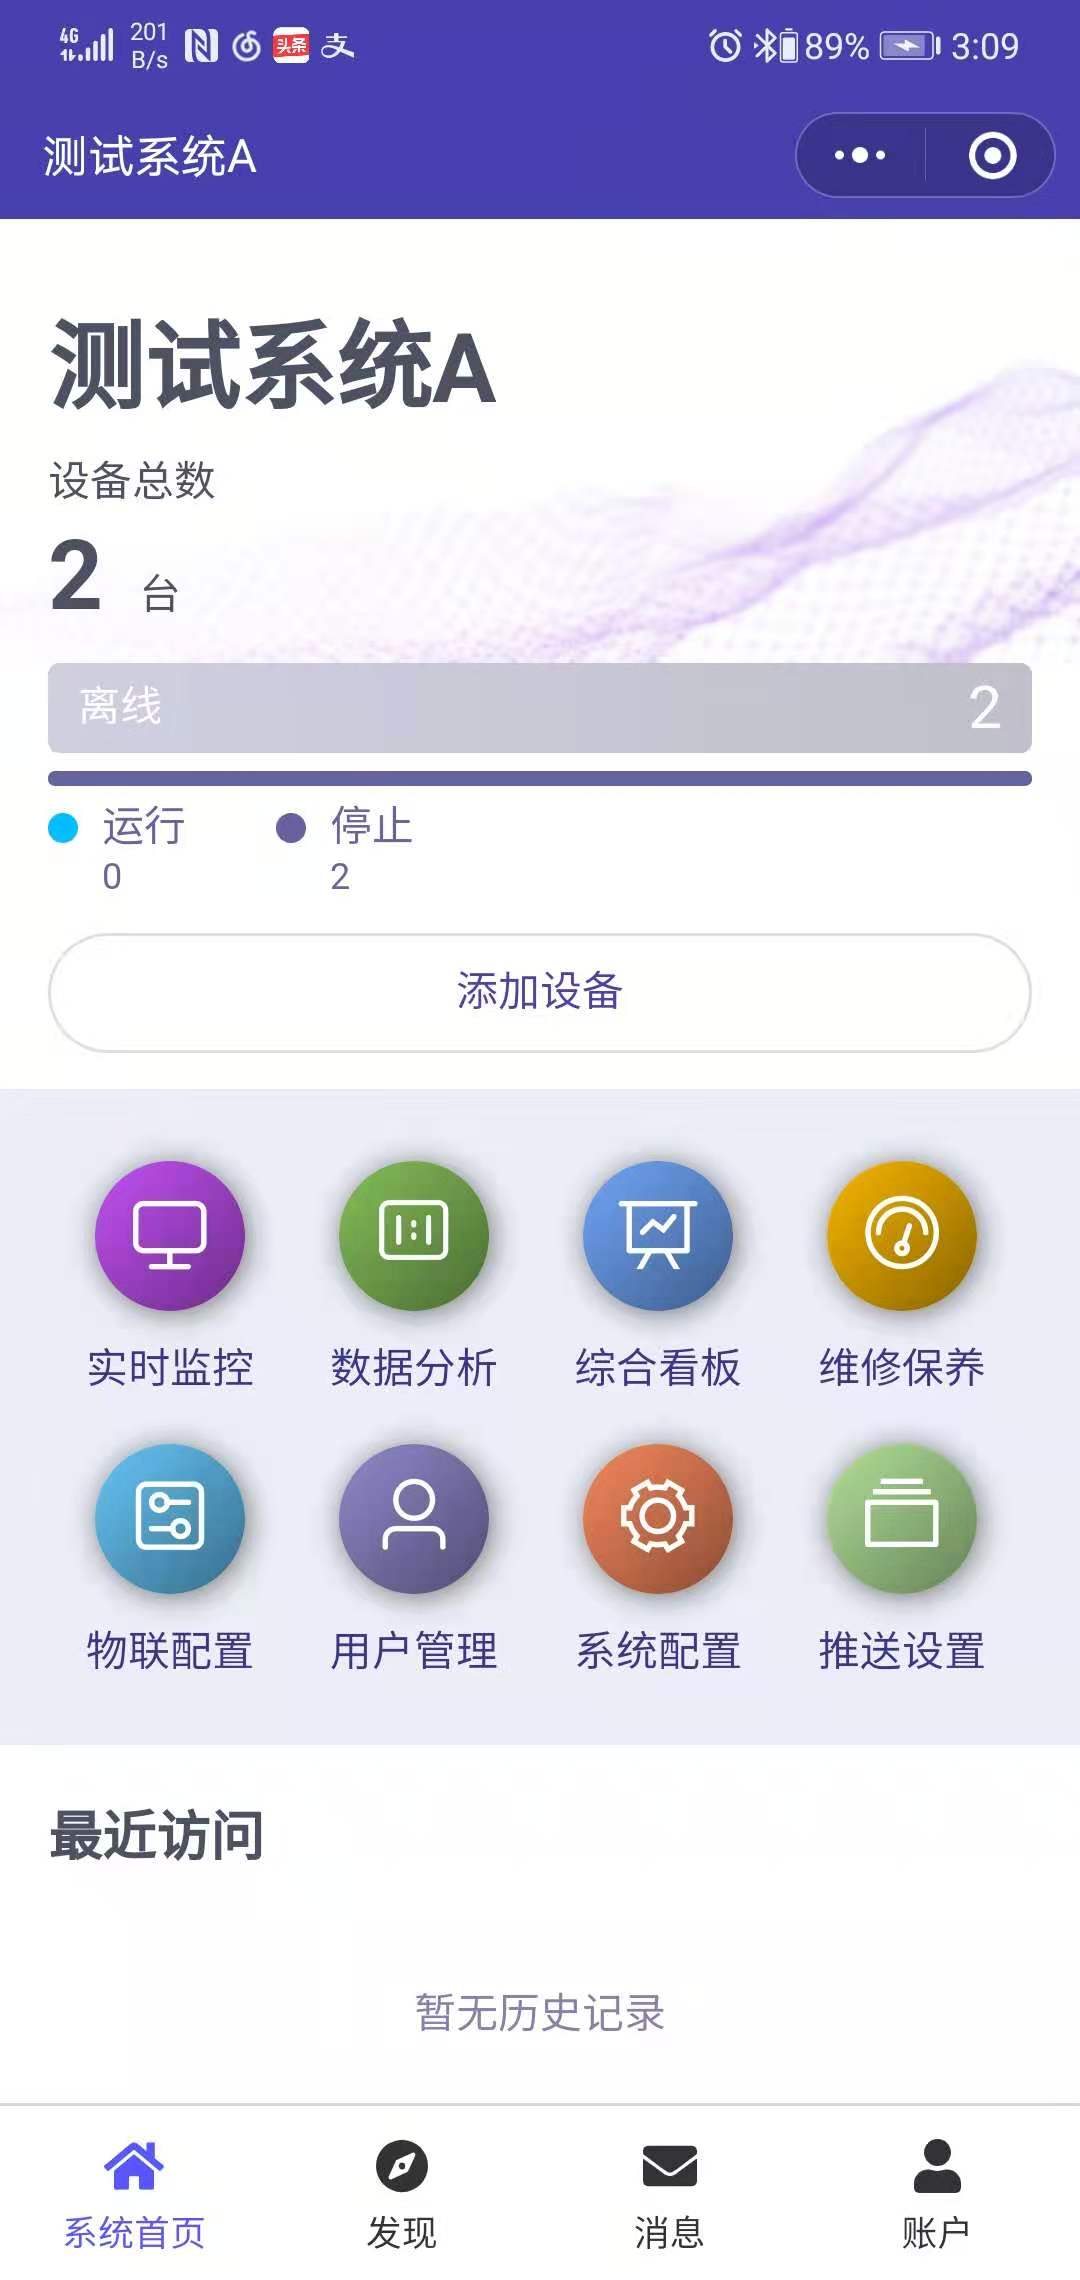 4G 201 B/s 头条 支 89% 3:09
测试系统A
测试系统A
设备总数
2 台
离线 2
运行 停止
0 2
添加设备
实时监控 数据分析 综合看板 维修保养
物联配置 用户管理 系统配置 推送设置
最近访问
暂无历史记录
系统首页 发现 消息 账户